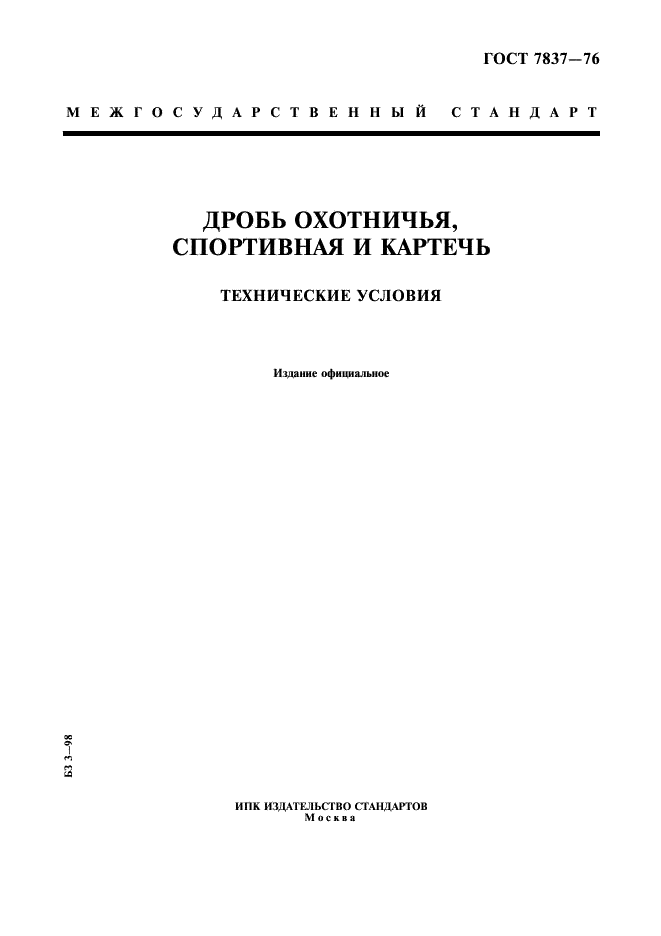 ГОСТ 7837—76
МЕЖГОСУДАРСТВЕННЫЙ СТАНДАРТ
ДРОБЬ ОХОТНИЧЬЯ,
СПОРТИВНАЯ И КАРТЕЧЬ
ТЕХНИЧЕСКИЕ УСЛОВИЯ
Издание официальное
БЗ 3—98
ИПК ИЗДАТЕЛЬСТВО СТАНДАРТОВ
Москва